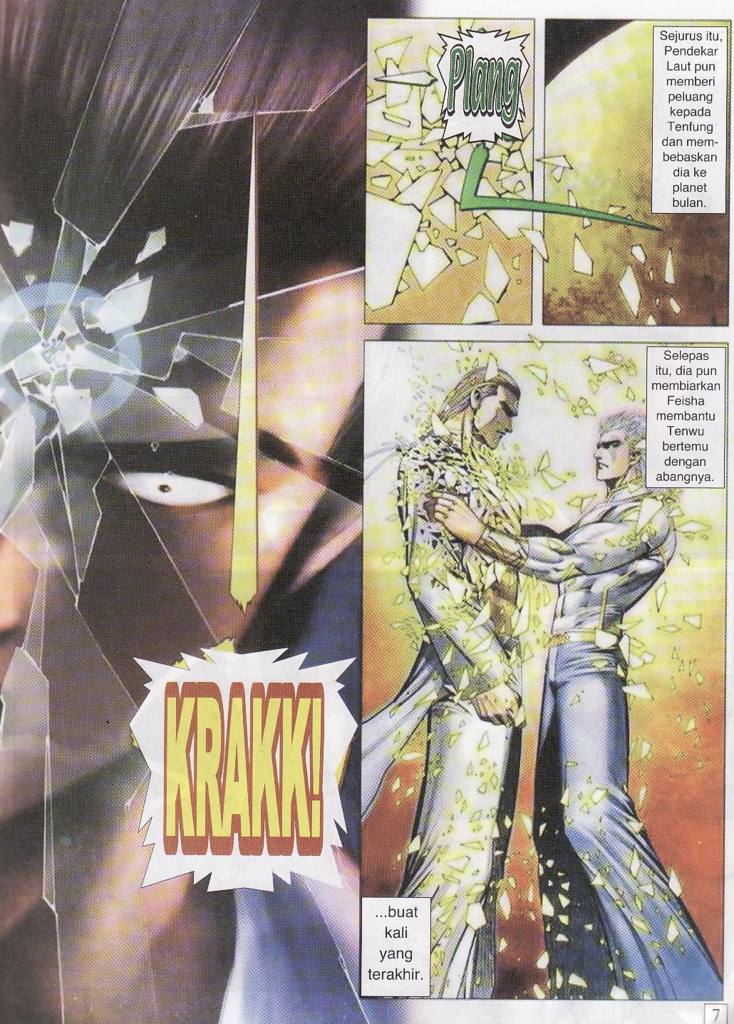 Plang
Sejurus itu,
Pendekar
Laut pun
memberi
peluang
kepada
Tenfung
dan mem-
bebaskan
dia ke
planet
bulan.
KRAKK!
Selepas
itu, dia pun
membiarkan
Feisha
membantu
Tenwu
bertemu
dengan
abangnya.
...buat
kali
yang
terakhir.
7